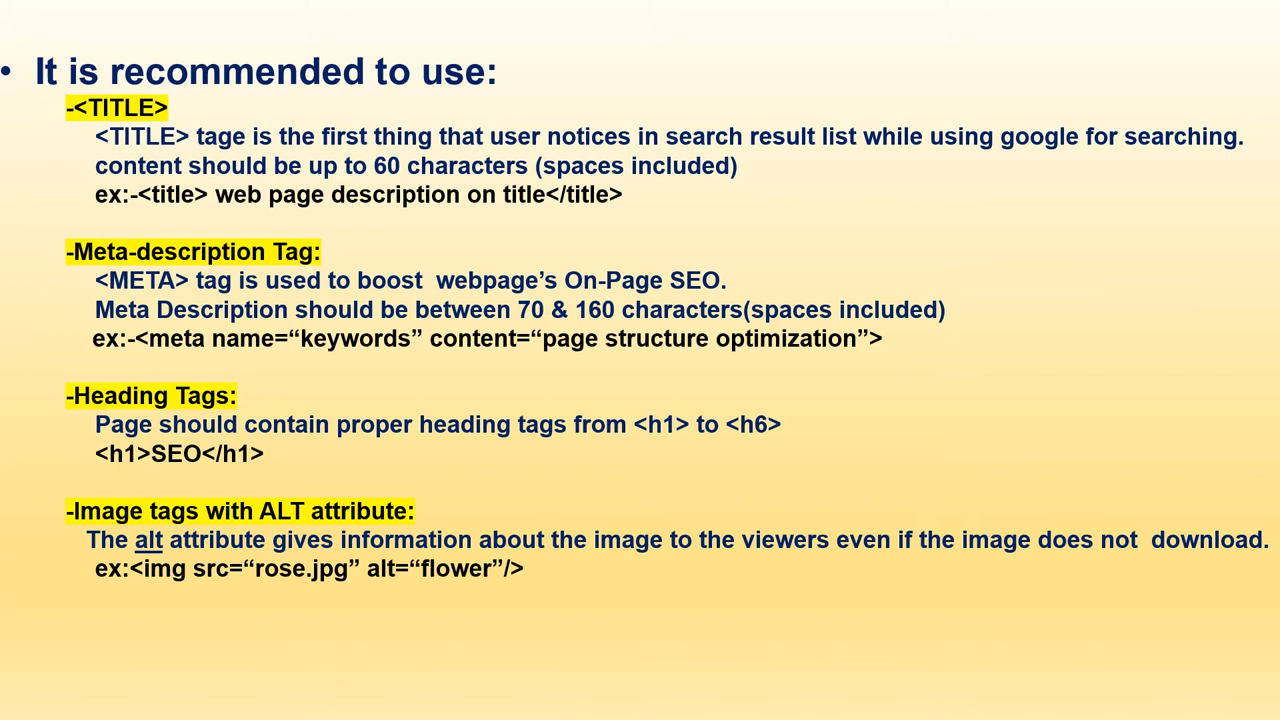 • It is recommended to use:
-<TITLE>
<TITLE> tage is the first thing that user notices in search result list while using google for searching.
content should be up to 60 characters (spaces included)
ex:-<title> web page description on title</title>
-Meta-description Tag:
<META> tag is used to boost  webpage’s On-Page SEO.
Meta Description should be between 70 & 160 characters(spaces included)
ex:-<meta name=“keywords” content=“page structure optimization”>
-Heading Tags:
Page should contain proper heading tags from <h1> to <h6>
<h1>SEO</h1>
-Image tags with ALT attribute:
The alt attribute gives information about the image to the viewers even if the image does not  download.
ex:<img src=“rose.jpg” alt=“flower”/>